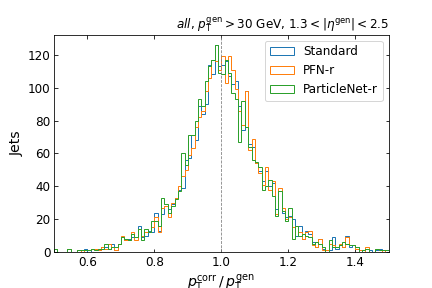 all, p_T^gen > 30 GeV, 1.3 < |η^gen| < 2.5
Standard
PFN-r
ParticleNet-r
Jets
120
100
80
60
40
20
0
0.6 0.8 1.0 1.2 1.4
p_T^corr / p_T^gen